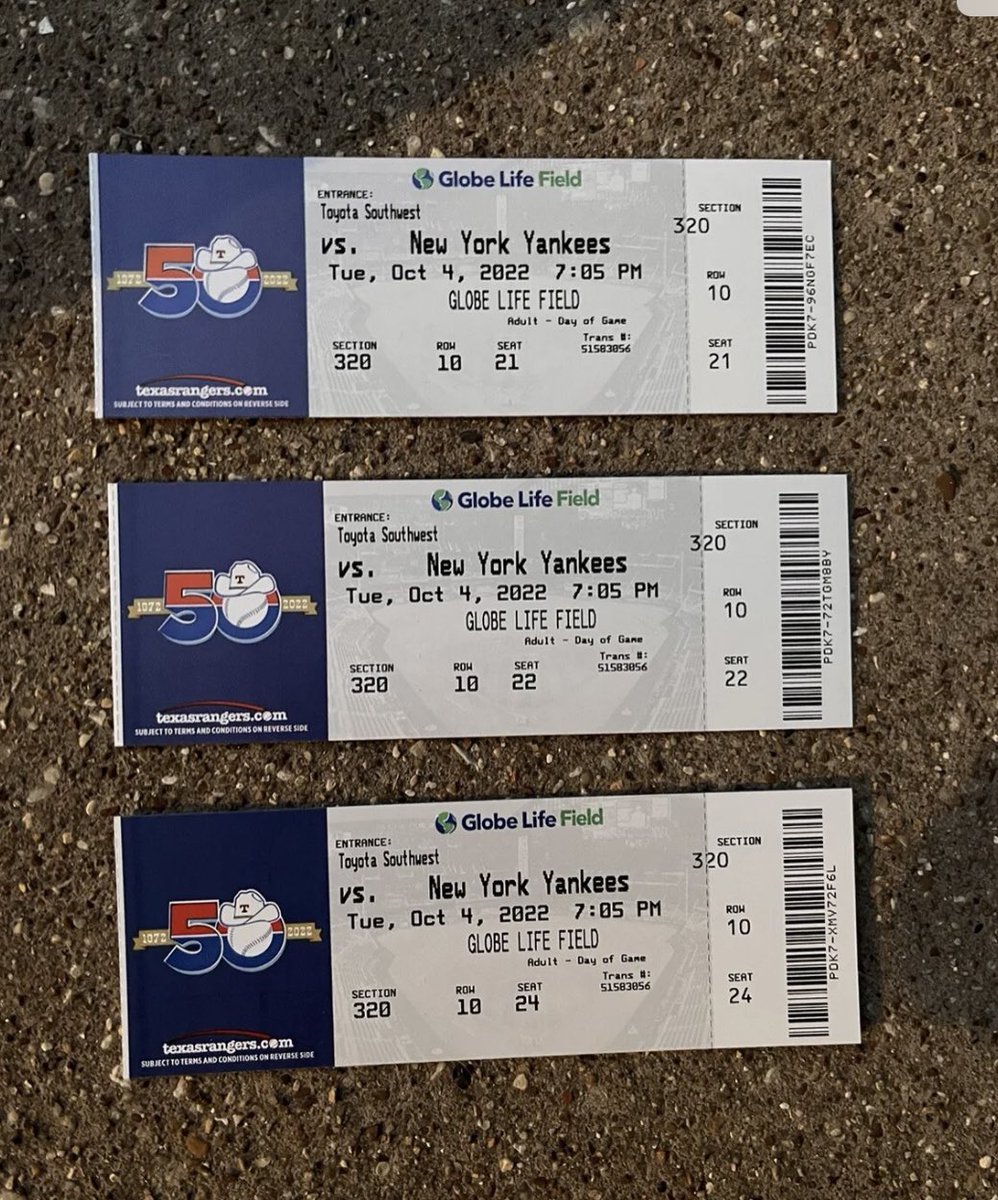 Globe Life Field
ENTRANCE:
Toyota Southwest
vs. New York Yankees
Tue, Oct 4, 2022 7:05 PM
GLOBE LIFE FIELD
Adult - Day of Game
Trans #:
51583056
SECTION ROW SEAT
320 10 21
1972 50 2022
T
texasrangers.com
SUBJECT TO TERMS AND CONDITIONS ON REVERSE SIDE
SECTION
320
ROW
10
SEAT
21
PDK7-96NGF7EC
Globe Life Field
ENTRANCE:
Toyota Southwest
vs. New York Yankees
Tue, Oct 4, 2022 7:05 PM
GLOBE LIFE FIELD
Adult - Day of Game
Trans #:
51583056
SECTION ROW SEAT
320 10 22
1972 50 2022
T
texasrangers.com
SUBJECT TO TERMS AND CONDITIONS ON REVERSE SIDE
SECTION
320
ROW
10
SEAT
22
PDK7-72TGM8BY
Globe Life Field
ENTRANCE:
Toyota Southwest
vs. New York Yankees
Tue, Oct 4, 2022 7:05 PM
GLOBE LIFE FIELD
Adult - Day of Game
Trans #:
51583056
SECTION ROW SEAT
320 10 24
1972 50 2022
T
texasrangers.com
SUBJECT TO TERMS AND CONDITIONS ON REVERSE SIDE
SECTION
320
ROW
10
SEAT
24
PDK7-XMV72F6L